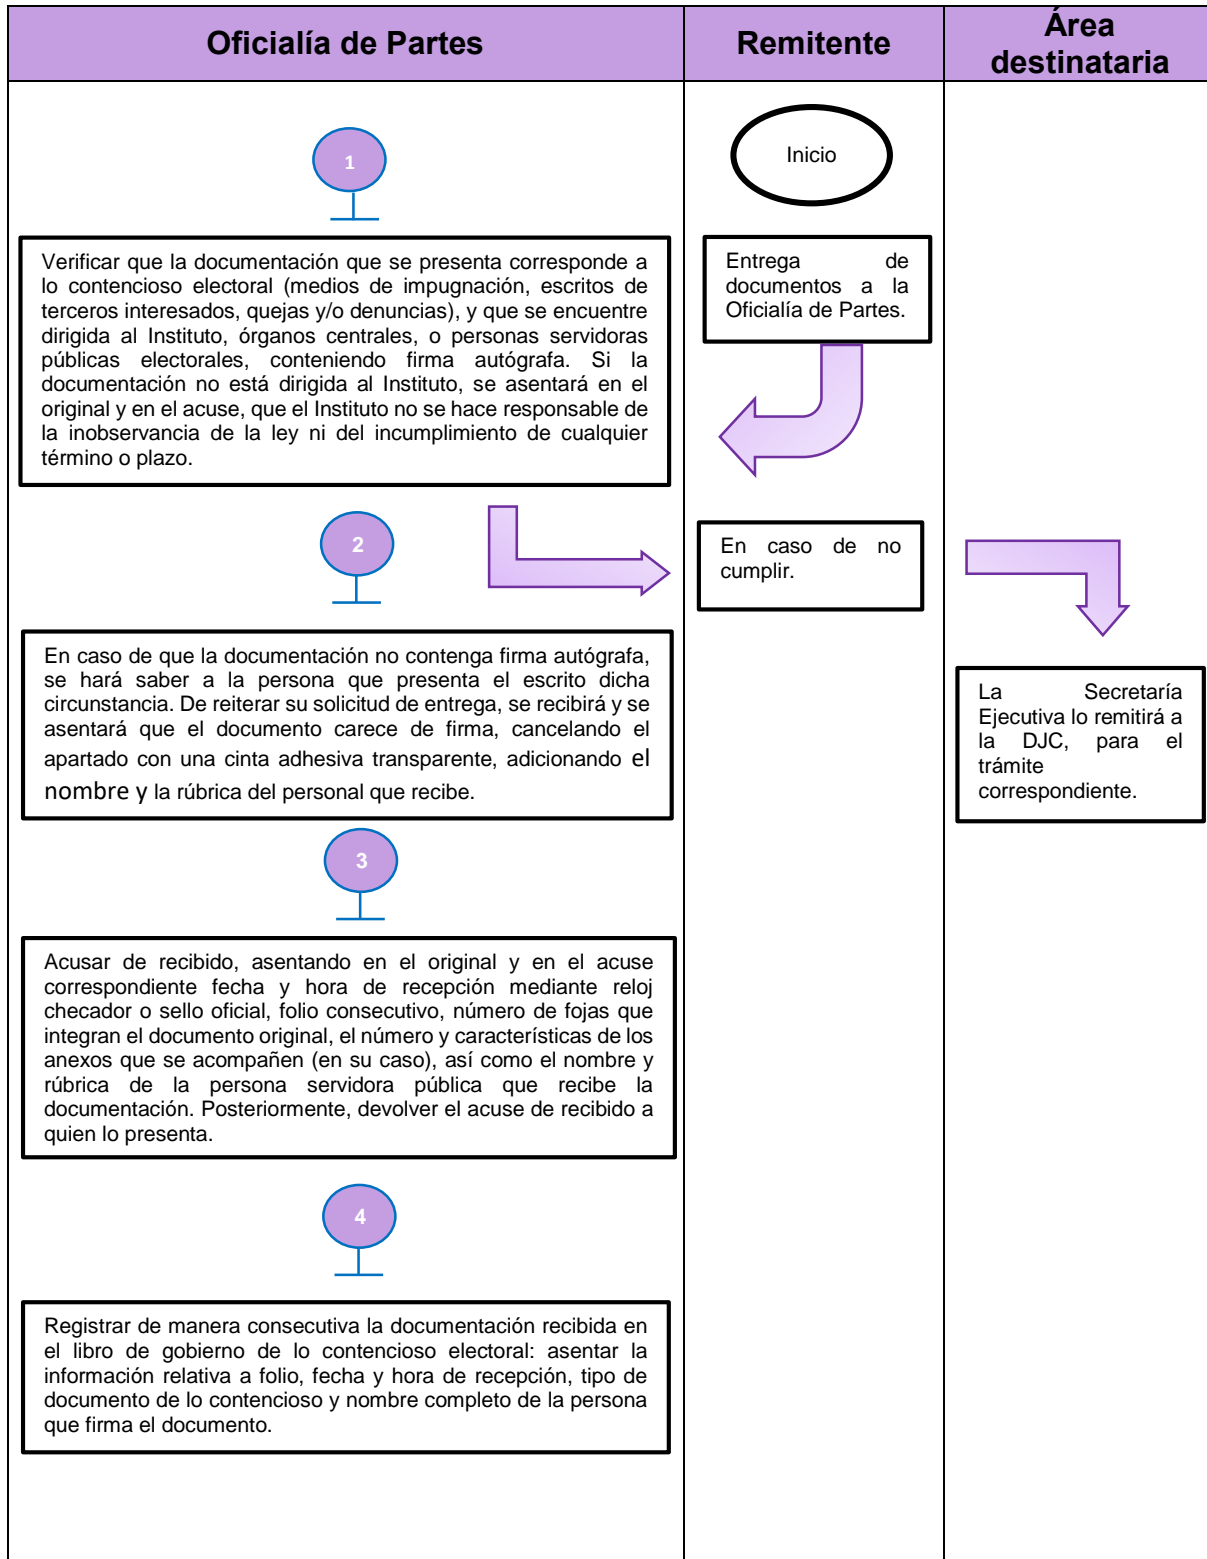 Oficialía de Partes
Remitente
Área
destinataria
Inicio
1
Verificar que la documentación que se presenta corresponde a
lo contencioso electoral (medios de impugnación, escritos de
terceros interesados, quejas y/o denuncias), y que se encuentre
dirigida al Instituto, órganos centrales, o personas servidoras
públicas electorales, conteniendo firma autógrafa. Si la
documentación no está dirigida al Instituto, se asentará en el
original y en el acuse, que el Instituto no se hace responsable de
la inobservancia de la ley ni del incumplimiento de cualquier
término o plazo.
Entrega de
documentos a la
Oficialía de Partes.
2
En caso de no
cumplir.
En caso de que la documentación no contenga firma autógrafa,
se hará saber a la persona que presenta el escrito dicha
circunstancia. De reiterar su solicitud de entrega, se recibirá y se
asentará que el documento carece de firma, cancelando el
apartado con una cinta adhesiva transparente, adicionando el
nombre y la rúbrica del personal que recibe.
La Secretaría
Ejecutiva lo remitirá a
la DJC, para el
trámite
correspondiente.
3
Acusar de recibido, asentando en el original y en el acuse
correspondiente fecha y hora de recepción mediante reloj
checador o sello oficial, folio consecutivo, número de fojas que
integran el documento original, el número y características de los
anexos que se acompañen (en su caso), así como el nombre y
rúbrica de la persona servidora pública que recibe la
documentación. Posteriormente, devolver el acuse de recibido a
quien lo presenta.
4
Registrar de manera consecutiva la documentación recibida en
el libro de gobierno de lo contencioso electoral: asentar la
información relativa a folio, fecha y hora de recepción, tipo de
documento de lo contencioso y nombre completo de la persona
que firma el documento.